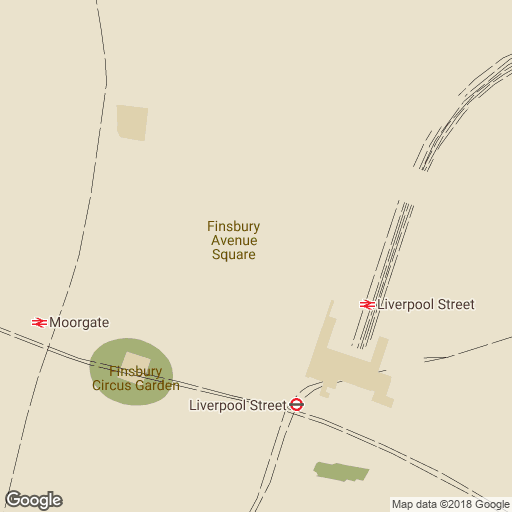 Finsbury
Avenue
Square
Liverpool Street
Moorgate
Finsbury
Circus Garden
Liverpool Street
Google
Map data ©2018 Google